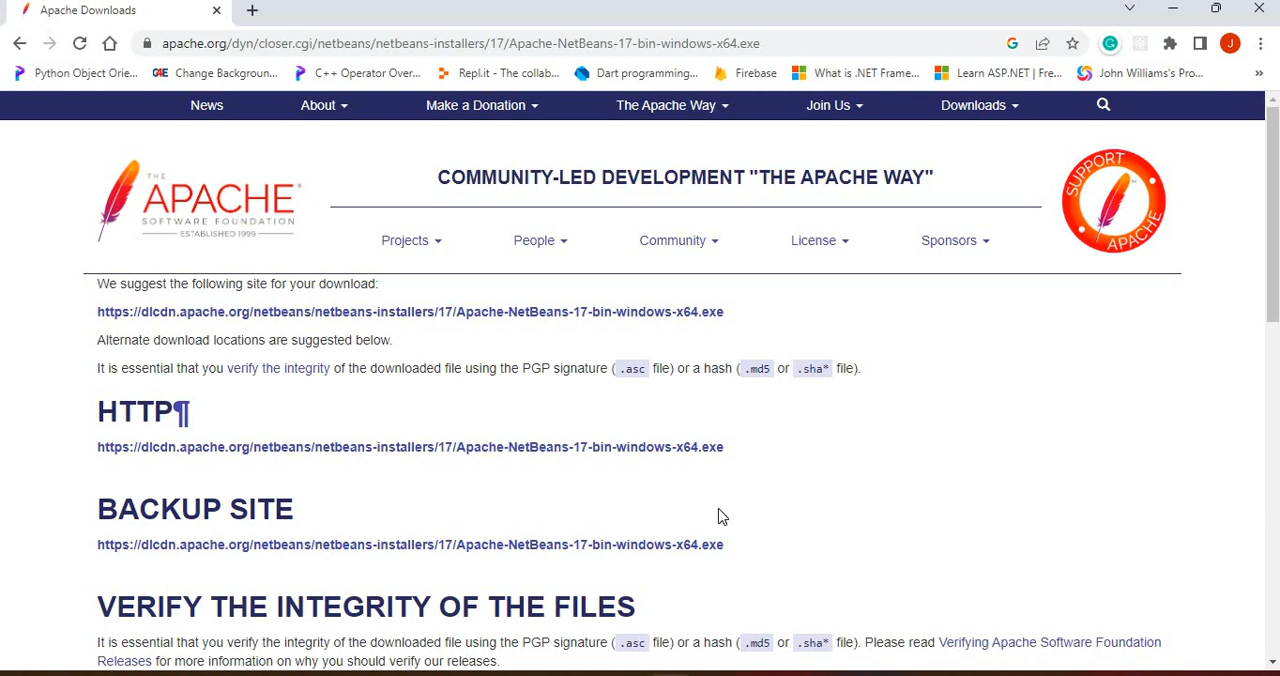 Apache Downloads
apache.org/dyn/closer.cgi/netbeans/netbeans-installers/17/Apache-NetBeans-17-bin-windows-x64.exe
G
J
Python Object Orie...
CAE Change Backgroun...
C++ Operator Over...
Repl.it - The collab...
Dart programming...
Firebase
What is .NET Frame...
Learn ASP.NET | Fre...
John Williams's Pro...
»
News
About
Make a Donation
The Apache Way
Join Us
Downloads
THE
APACHE®
SOFTWARE FOUNDATION
ESTABLISHED 1999
COMMUNITY-LED DEVELOPMENT "THE APACHE WAY"
SUPPORT
APACHE
Projects
People
Community
License
Sponsors
We suggest the following site for your download:
https://dlcdn.apache.org/netbeans/netbeans-installers/17/Apache-NetBeans-17-bin-windows-x64.exe
Alternate download locations are suggested below.
It is essential that you verify the integrity of the downloaded file using the PGP signature ( .asc file) or a hash ( .md5 or .sha* file).
HTTP¶
https://dlcdn.apache.org/netbeans/netbeans-installers/17/Apache-NetBeans-17-bin-windows-x64.exe
BACKUP SITE
https://dlcdn.apache.org/netbeans/netbeans-installers/17/Apache-NetBeans-17-bin-windows-x64.exe
VERIFY THE INTEGRITY OF THE FILES
It is essential that you verify the integrity of the downloaded file using the PGP signature ( .asc file) or a hash ( .md5 or .sha* file). Please read Verifying Apache Software Foundation
Releases for more information on why you should verify our releases.